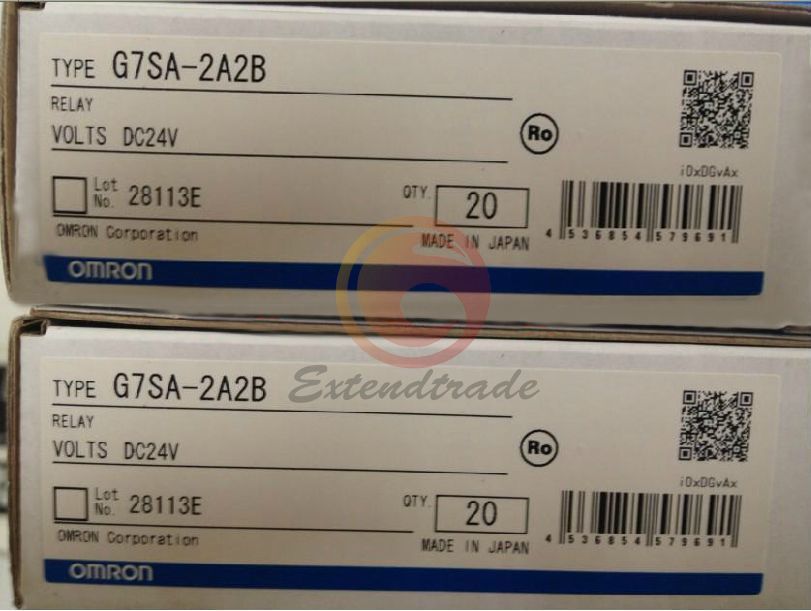 TYPE G7SA-2A2B
RELAY
VOLTS DC24V
Ro
iDxDGvAx
Lot No. 28113E
QTY. 20
4 536854 579691
OMRON Corporation
MADE IN JAPAN
OMRON
Extendtrade
TYPE G7SA-2A2B
RELAY
VOLTS DC24V
Ro
iDxDGvAx
Lot No. 28113E
QTY. 20
4 536854 579691
OMRON Corporation
MADE IN JAPAN
OMRON